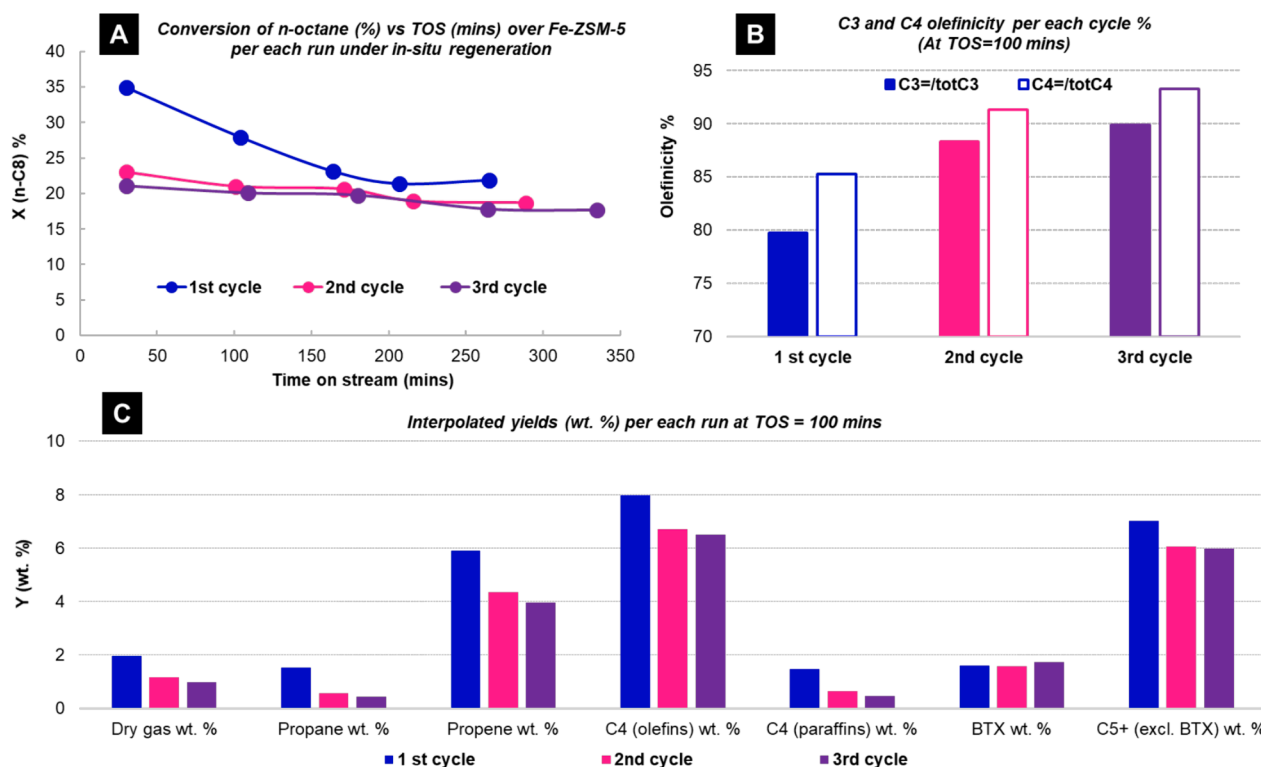 A
Conversion of n-octane (%) vs TOS (mins) over Fe-ZSM-5
per each run under in-situ regeneration
X (n-C8) %
40
35
30
25
20
15
10
5
0
1st cycle
2nd cycle
3rd cycle
0
50
100
150
200
250
300
350
Time on stream (mins)
B
C3 and C4 olefinicity per each cycle %
(At TOS=100 mins)
Olefinicity %
95
90
85
80
75
70
C3=/totC3
C4=/totC4
1 st cycle
2nd cycle
3rd cycle
C
Interpolated yields (wt. %) per each run at TOS = 100 mins
Y (wt. %)
10
8
6
4
2
0
Dry gas wt. %
Propane wt. %
Propene wt. %
C4 (olefins) wt. %
C4 (paraffins) wt. %
BTX wt. %
C5+ (excl. BTX) wt. %
1 st cycle
2nd cycle
3rd cycle